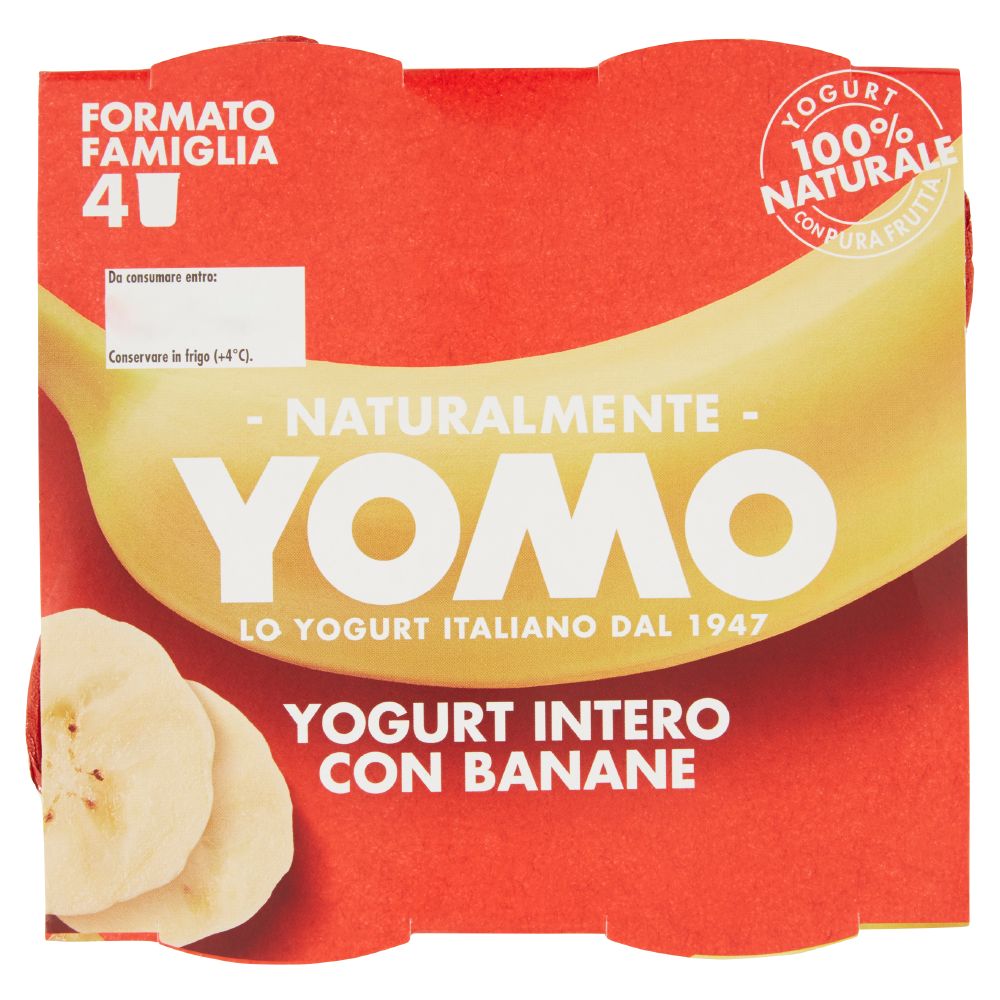 FORMATO
FAMIGLIA
4
YOGURT
100%
NATURALE
CON PURA FRUTTA
Da consumare entro:
Conservare in frigo (+4°C).
- NATURALMENTE -
YOMO
LO YOGURT ITALIANO DAL 1947
YOGURT INTERO
CON BANANE